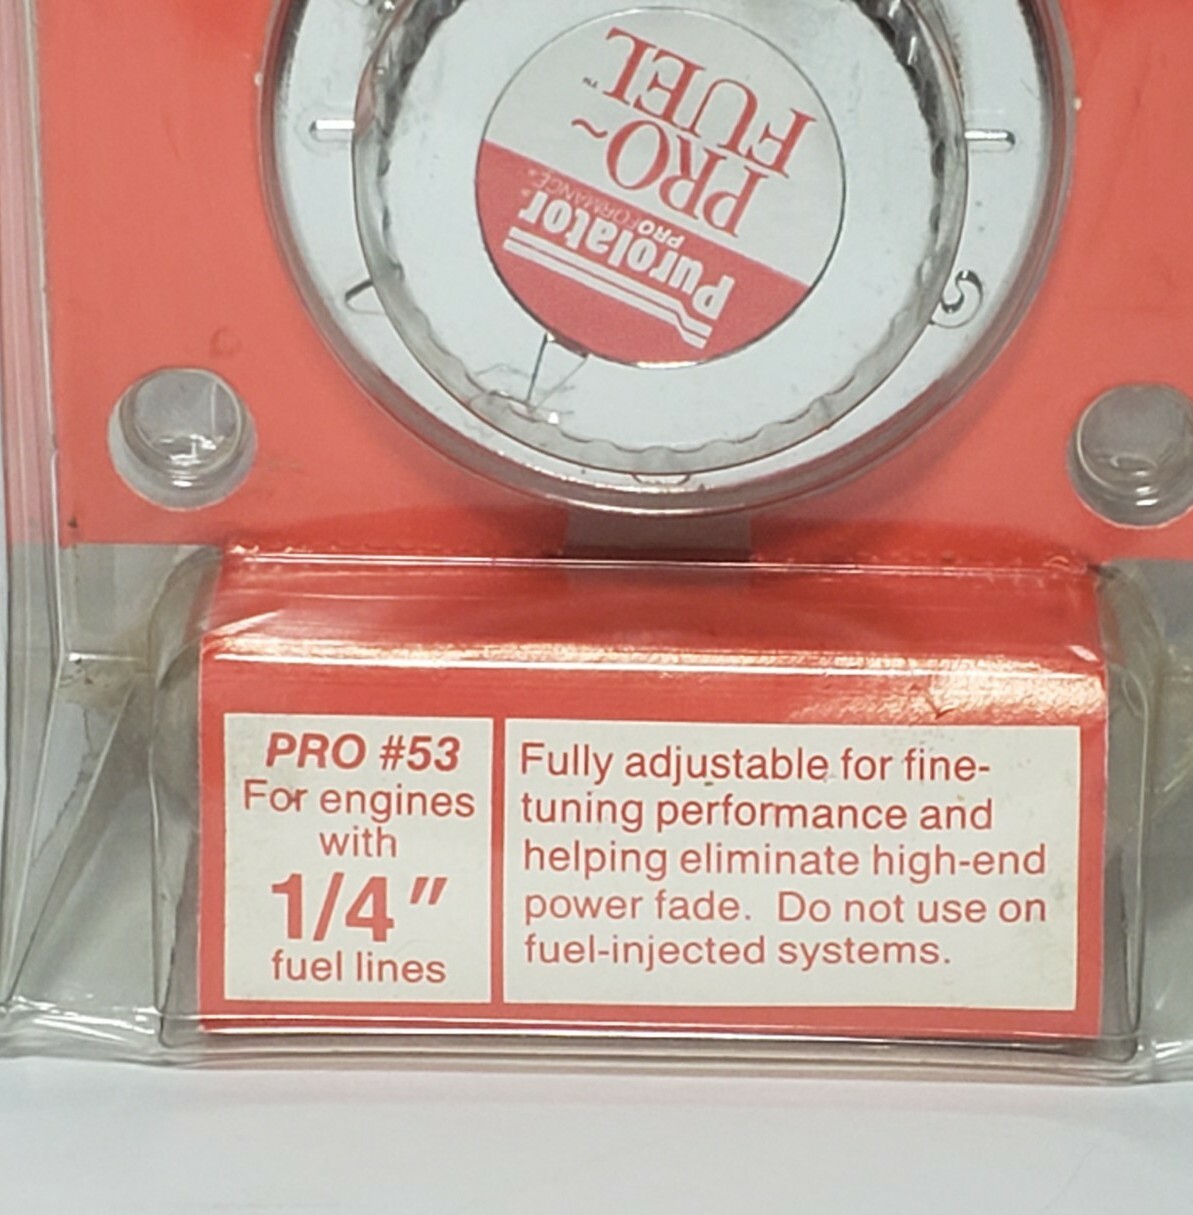 Purolator®
PROFORMANCE®
PRO~
FUEL™
PRO #53
For engines
with
1/4"
fuel lines
Fully adjustable for fine-
tuning performance and
helping eliminate high-end
power fade. Do not use on
fuel-injected systems.